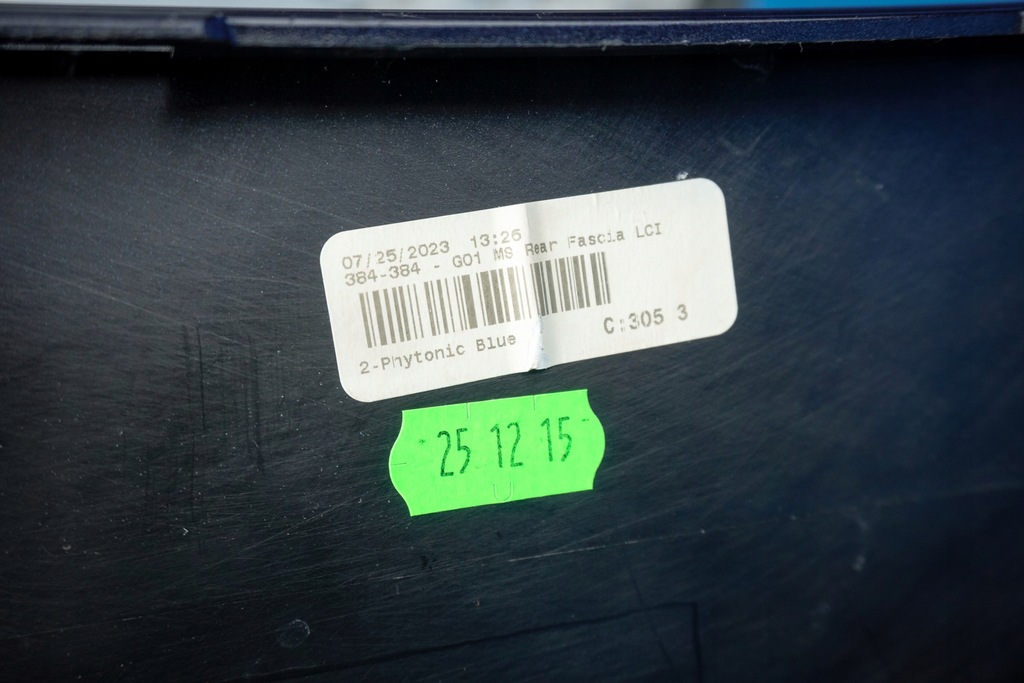 07/25/2023 13:26
384-384 - G01 MS Rear Fascia LCI
2-Phytonic Blue
C:305 3
25 12 15